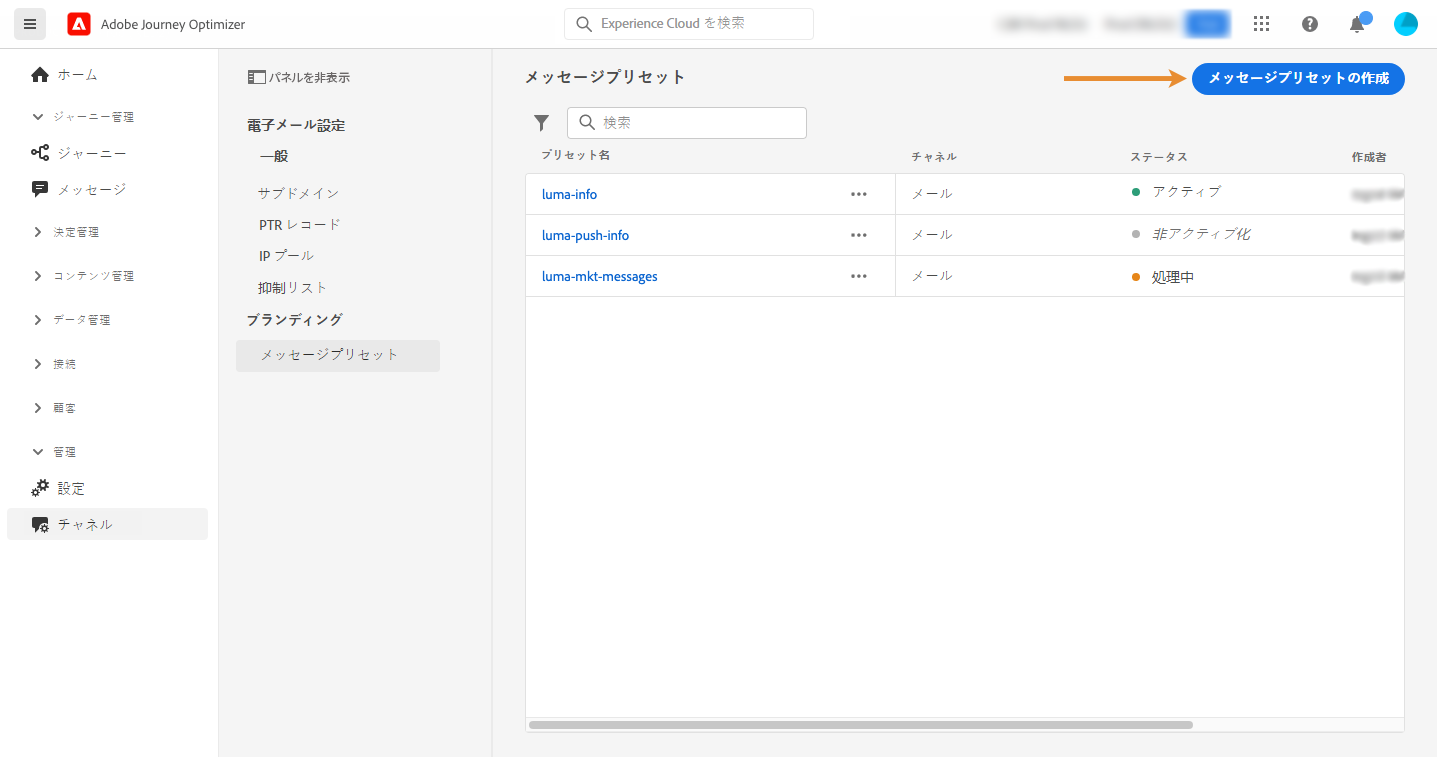 Adobe Journey Optimizer
Experience Cloud を検索
ホーム
ジャーニー管理
ジャーニー
メッセージ
決定管理
コンテンツ管理
データ管理
接続
顧客
管理
設定
チャネル
パネルを非表示
電子メール設定
一般
サブドメイン
PTR レコード
IP プール
抑制リスト
ブランディング
メッセージプリセット
メッセージプリセット
メッセージプリセットの作成
検索
プリセット名 チャネル ステータス 作成者
luma-info メール アクティブ
luma-push-info メール 非アクティブ化
luma-mkt-messages メール 処理中